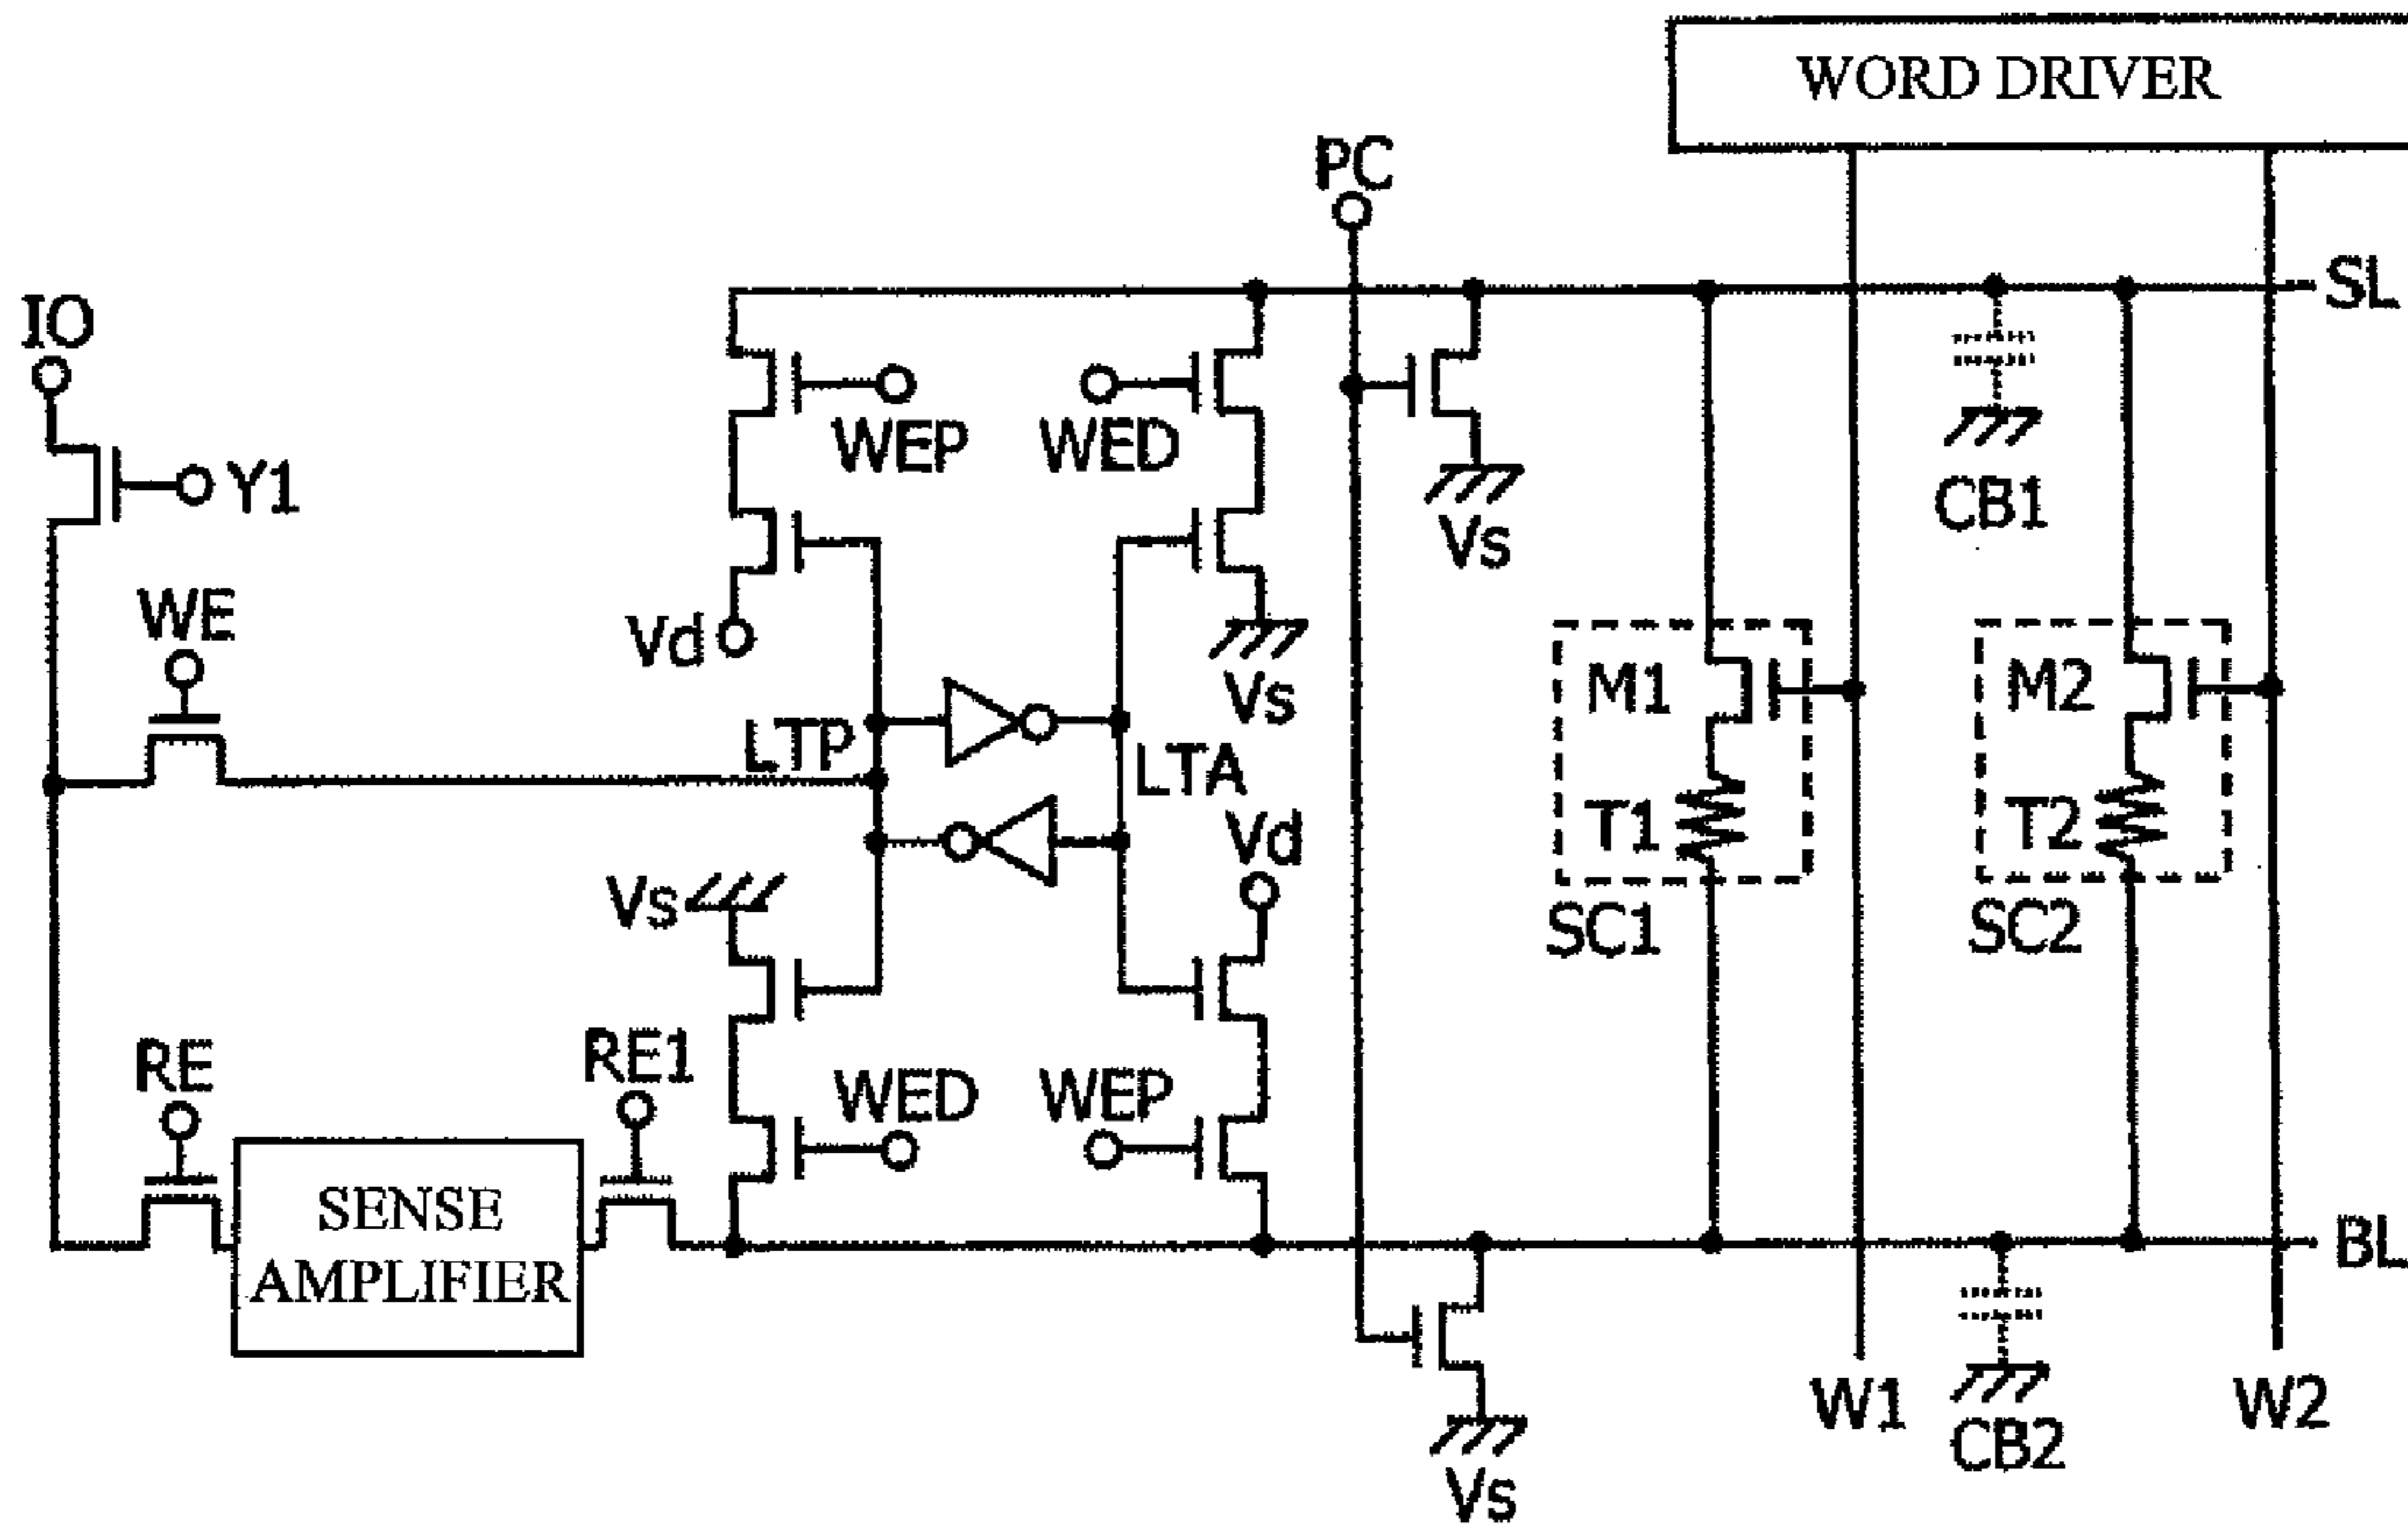 WORD DRIVER
PC
SL
IO
WEP
WED
CB1
Y1
Vs
WE
Vd
Vs
M1
M2
LTP
LTA
T1
T2
Vd
Vs
SC1
SC2
RE
RE1
WED
WEP
SENSE
AMPLIFIER
BL
W1
W2
CB2
Vs